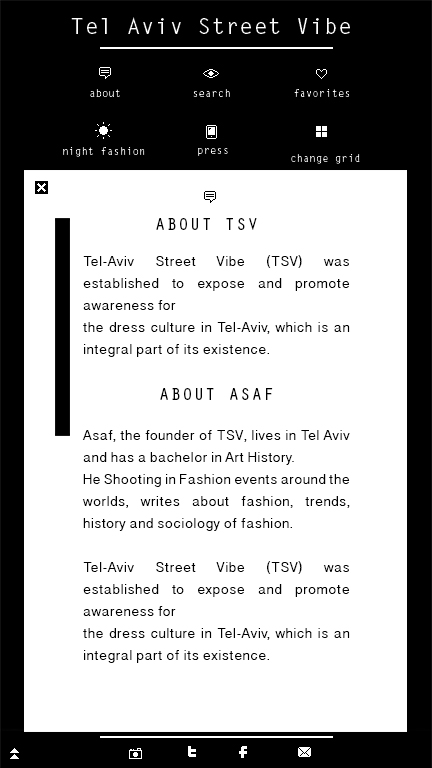 Tel Aviv Street Vibe
about search favorites
night fashion press change grid
ABOUT TSV
Tel-Aviv Street Vibe (TSV) was
established to expose and promote
awareness for
the dress culture in Tel-Aviv, which is an
integral part of its existence.
ABOUT ASAF
Asaf, the founder of TSV, lives in Tel Aviv
and has a bachelor in Art History.
He Shooting in Fashion events around the
worlds, writes about fashion, trends,
history and sociology of fashion.
Tel-Aviv Street Vibe (TSV) was
established to expose and promote
awareness for
the dress culture in Tel-Aviv, which is an
integral part of its existence.